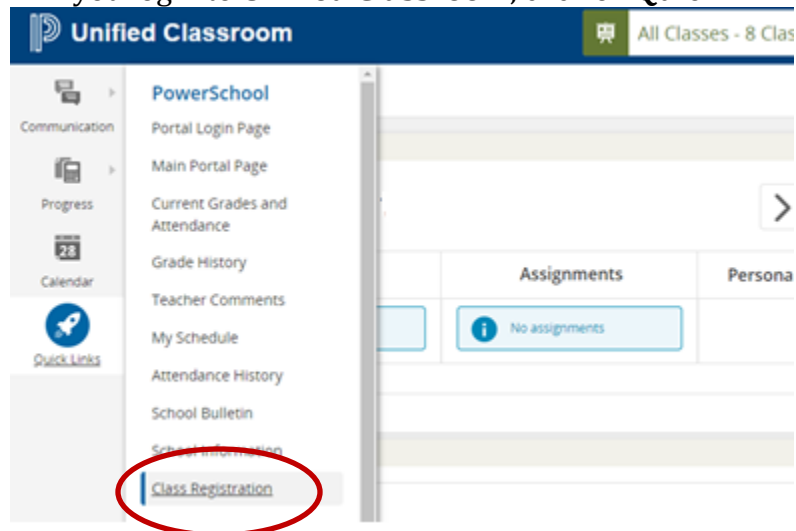 Unified Classroom
All Classes - 8 Clas
PowerSchool
Communication
Portal Login Page
Main Portal Page
Progress
Current Grades and
Attendance
28
Calendar
Grade History
Assignments
Persona
Teacher Comments
No assignments
My Schedule
Quick Links
Attendance History
School Bulletin
School Information
Class Registration